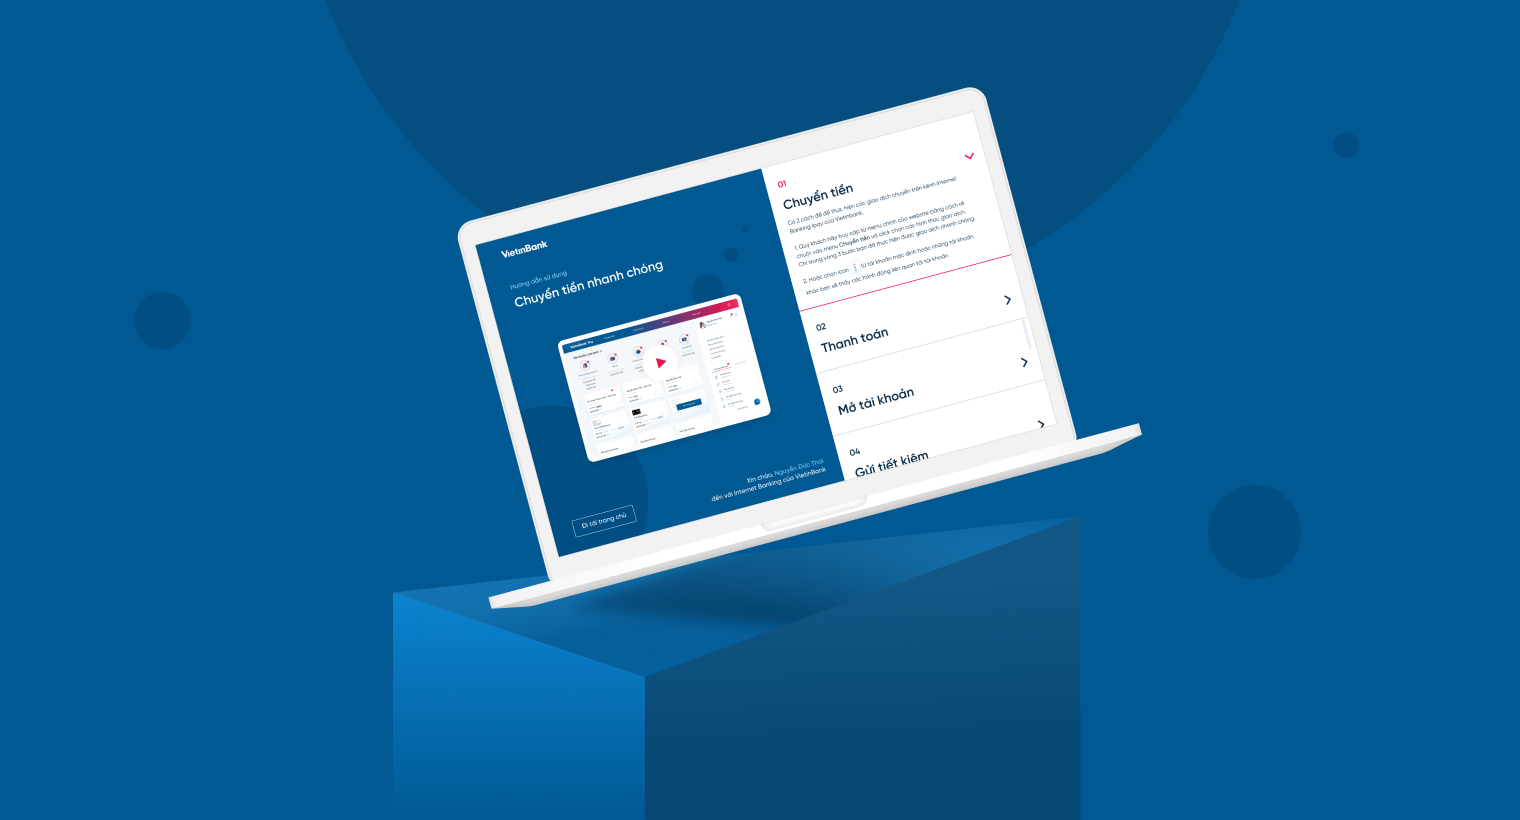 VietinBank
Hướng dẫn sử dụng
Chuyển tiền nhanh chóng
Xin chào, Nguyễn Đức Thái
đến với Internet Banking của VietinBank
Đi tới trang chủ
01
Chuyển tiền
Có 2 cách để để thực hiện các giao dịch chuyển trên kênh Internet
Banking Ipay của Vietinbank.
1. Quý khách hãy truy cập từ menu chính của website bằng cách rê
chuột vào menu Chuyển tiền và click chọn các hình thức giao dịch.
Chỉ trong vòng 3 bước bạn đã thực hiện được giao dịch nhanh chóng.
2. Hoặc chọn icon từ tài khoản mặc định hoặc những tài khoản
khác bạn sẽ thấy các hành động liên quan tới tài khoản
02
Thanh toán
03
Mở tài khoản
04
Gửi tiết kiệm